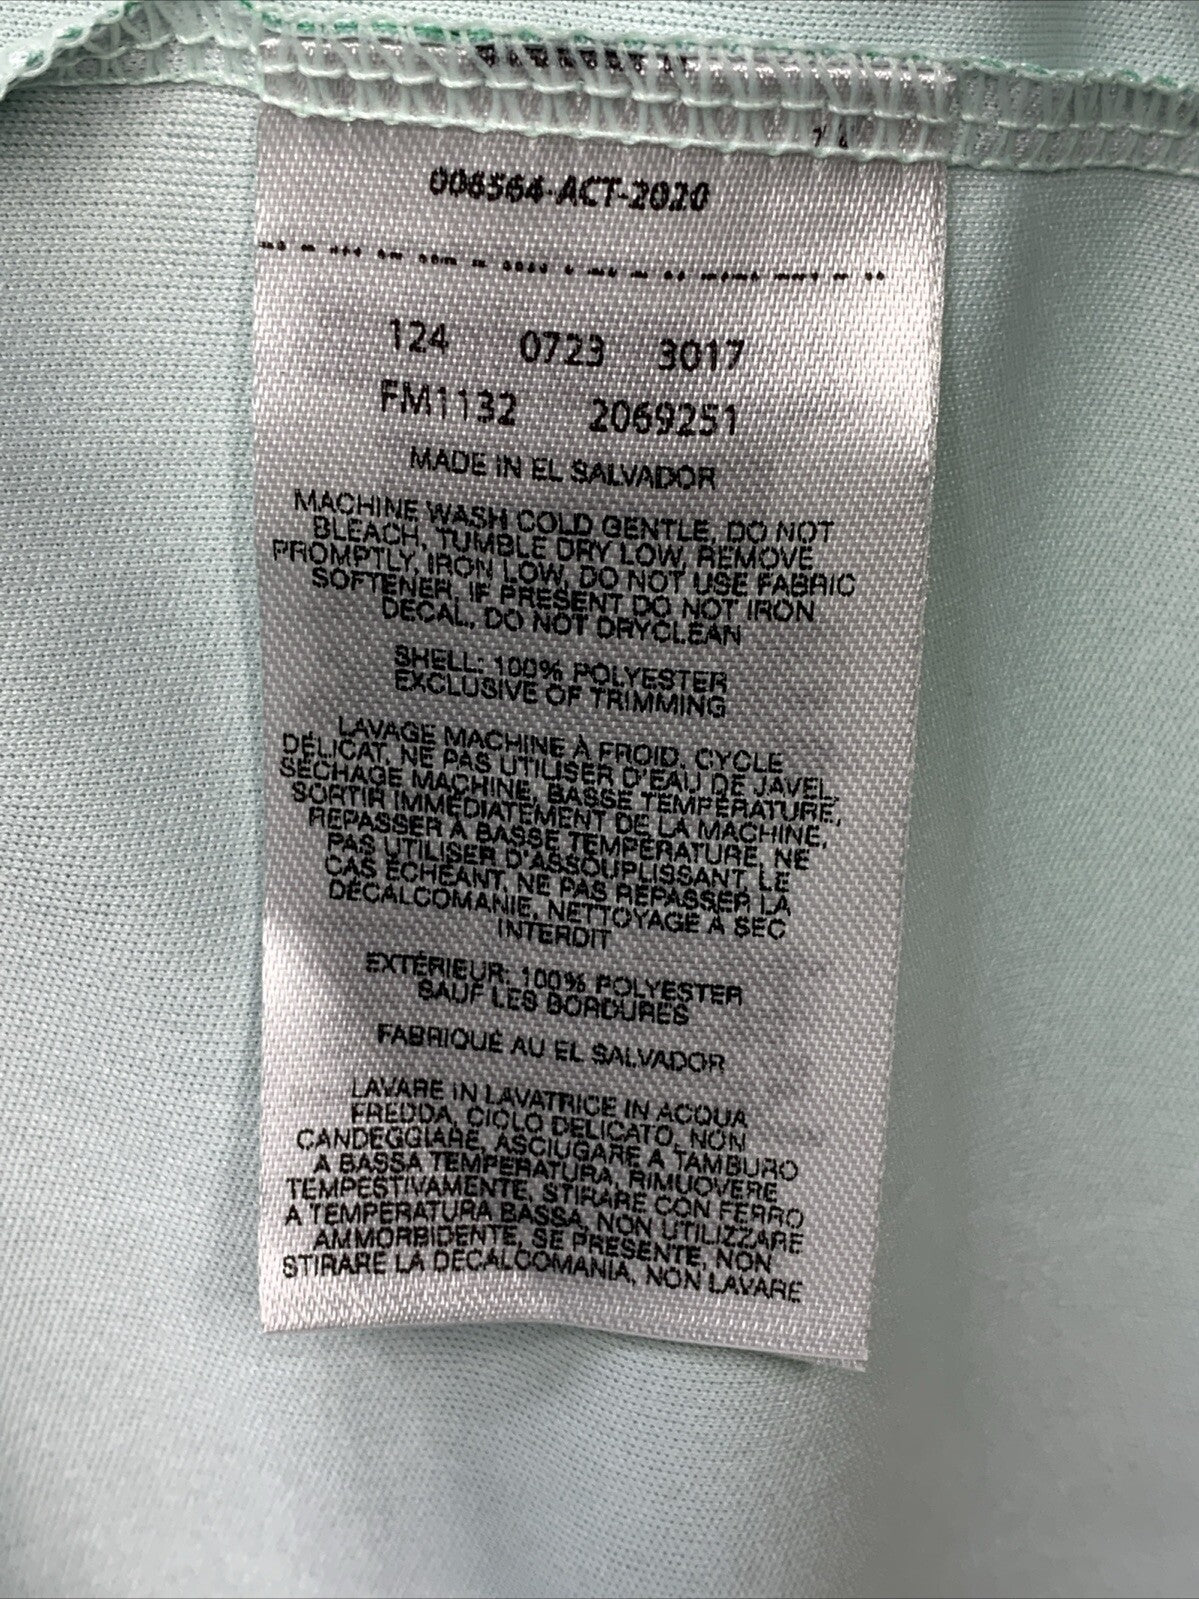 006564-ACT-2020
124 0723 3017
FM1132 2069251
MADE IN EL SALVADOR
MACHINE WASH COLD GENTLE, DO NOT
BLEACH, TUMBLE DRY LOW, REMOVE
PROMPTLY, IRON LOW, DO NOT USE FABRIC
SOFTENER, IF PRESENT DO NOT IRON
DECAL, DO NOT DRYCLEAN
SHELL: 100% POLYESTER
EXCLUSIVE OF TRIMMING
LAVAGE MACHINE À FROID, CYCLE
DÉLICAT, NE PAS UTILISER D'EAU DE JAVEL,
SÉCHAGE MACHINE, BASSE TEMPÉRATURE,
SORTIR IMMÉDIATEMENT DE LA MACHINE,
REPASSER À BASSE TEMPÉRATURE, NE
PAS UTILISER D'ASSOUPLISSANT, LE
CAS ÉCHÉANT, NE PAS REPASSER LA
DÉCALCOMANIE, NETTOYAGE À SEC
INTERDIT
EXTÉRIEUR: 100% POLYESTER
SAUF LES BORDURES
FABRIQUÉ AU EL SALVADOR
LAVARE IN LAVATRICE IN ACQUA
FREDDA, CICLO DELICATO, NON
CANDEGGIARE, ASCIUGARE A TAMBURO
A BASSA TEMPERATURA, RIMUOVERE
TEMPESTIVAMENTE, STIRARE CON FERRO
A TEMPERATURA BASSA, NON UTILIZZARE
AMMORBIDENTE, SE PRESENTE, NON
STIRARE LA DECALCOMANIA, NON LAVARE